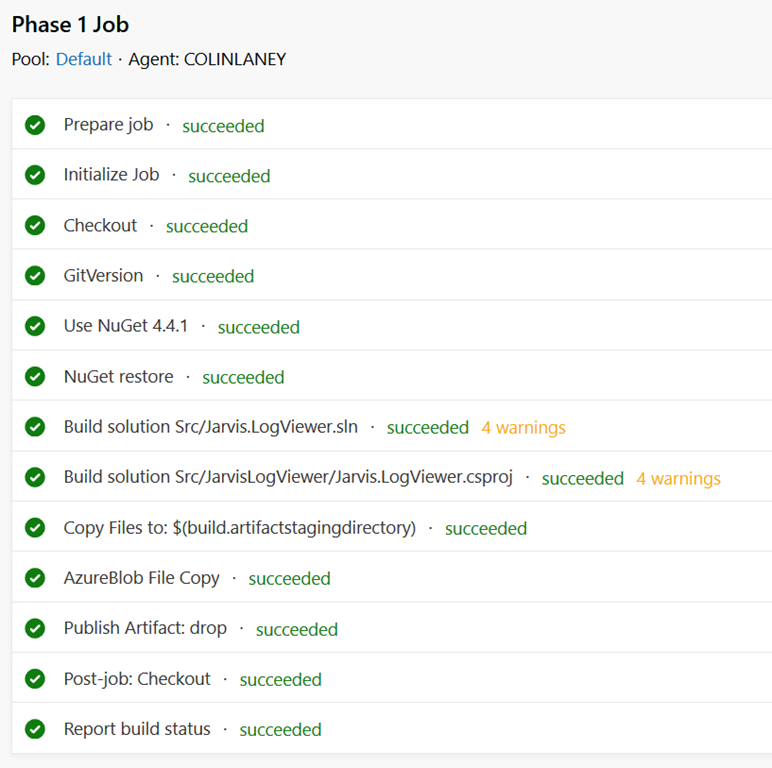 Phase 1 Job
Pool: Default · Agent: COLINLANEY
Prepare job · succeeded
Initialize Job · succeeded
Checkout · succeeded
GitVersion · succeeded
Use NuGet 4.4.1 · succeeded
NuGet restore · succeeded
Build solution Src/Jarvis.LogViewer.sln · succeeded 4 warnings
Build solution Src/JarvisLogViewer/Jarvis.LogViewer.csproj · succeeded 4 warnings
Copy Files to: $(build.artifactstagingdirectory) · succeeded
AzureBlob File Copy · succeeded
Publish Artifact: drop · succeeded
Post-job: Checkout · succeeded
Report build status · succeeded